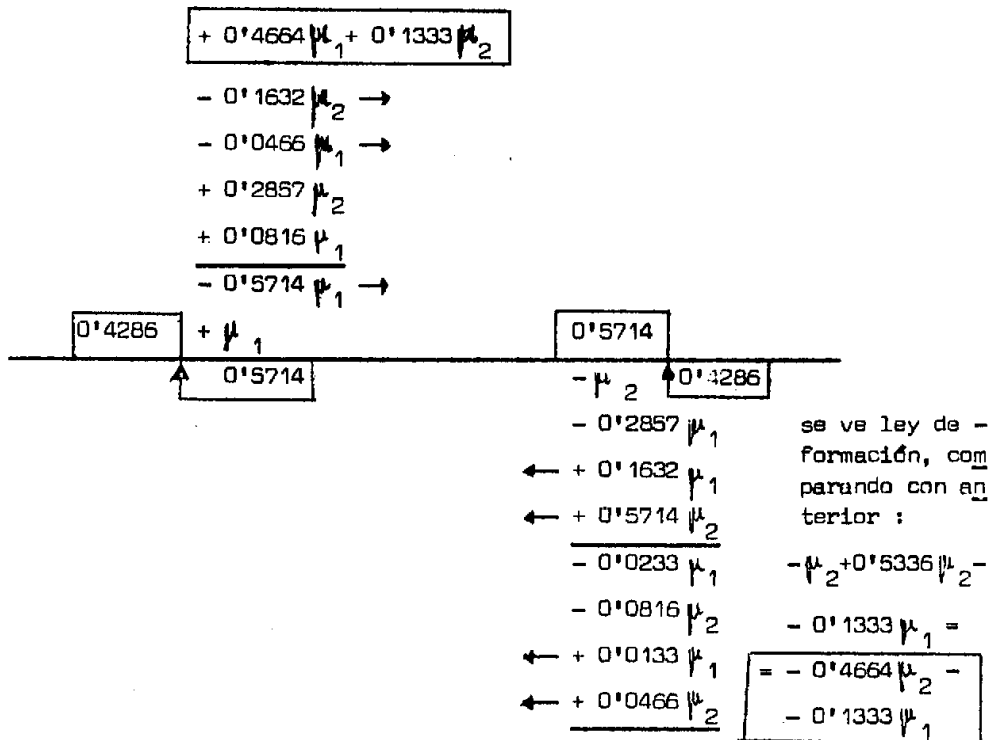 + 0'4664 μ1 + 0'1333 μ2
- 0'1632 μ2 →
- 0'0466 μ1 →
+ 0'2857 μ2
+ 0'0816 μ1
- 0'5714 μ1 →
0'4286 + μ1
0'5714
0'5714
- μ2 0'4286
- 0'2857 μ1
← + 0'1632 μ1
← + 0'5714 μ2
- 0'0233 μ1
- 0'0816 μ2
← + 0'0133 μ1
← + 0'0466 μ2
se ve ley de -
formación, com
parando con an
terior :
-μ2+0'5336 μ2-
- 0'1333 μ1 =
= - 0'4664 μ2 -
- 0'1333 μ1